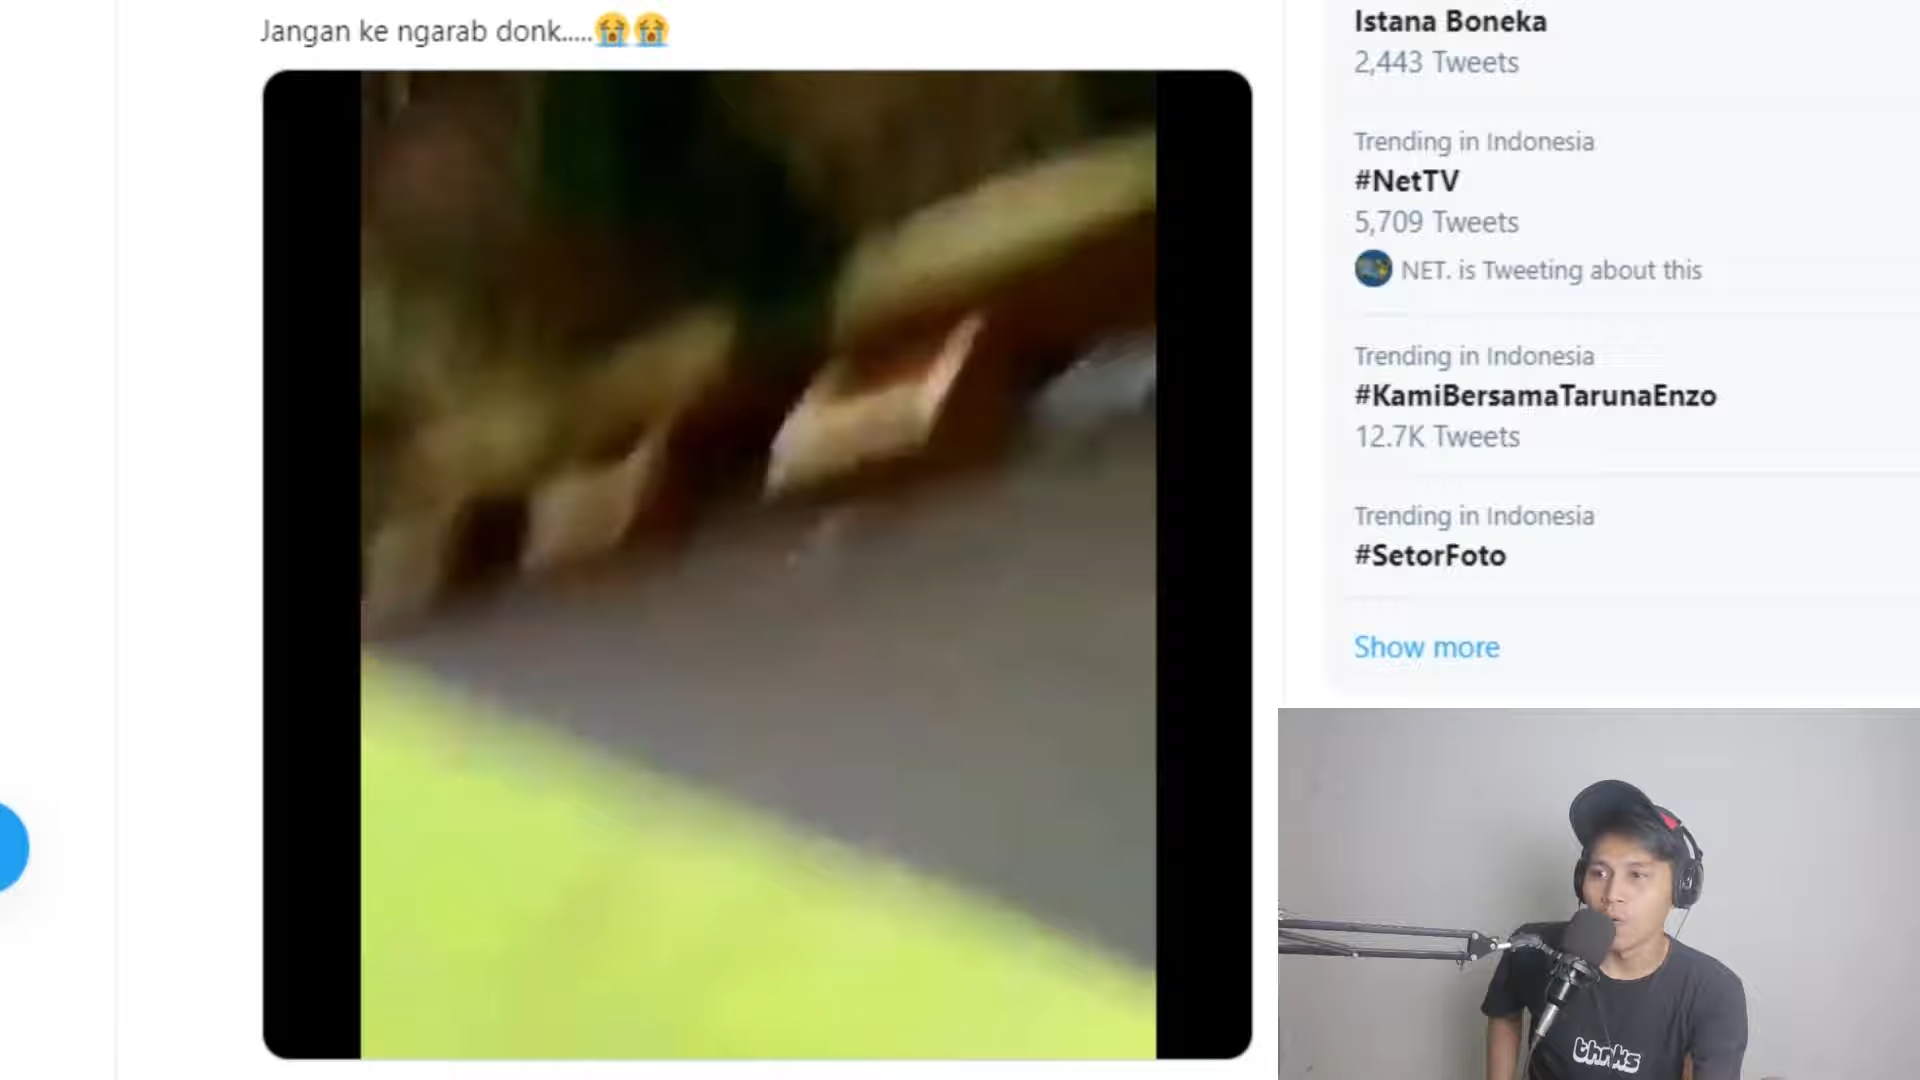 Jangan ke ngarab donk.....😭😭
Istana Boneka
2,443 Tweets
Trending in Indonesia
#NetTV
5,709 Tweets
NET. is Tweeting about this
Trending in Indonesia
#KamiBersamaTarunaEnzo
12.7K Tweets
Trending in Indonesia
#SetorFoto
Show more
thnks